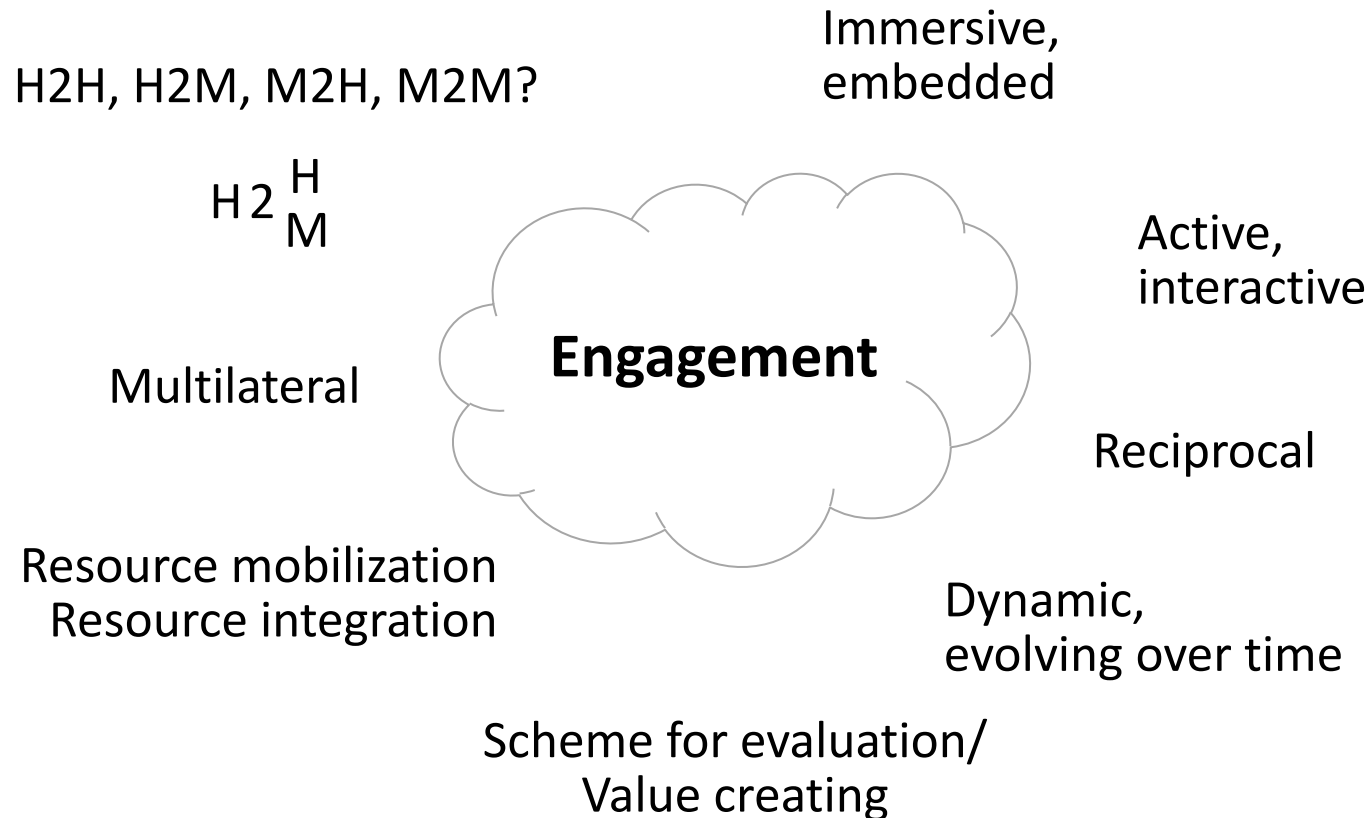 Immersive,
embedded
H2H, H2M, M2H, M2M?
H 2 H
M
Active,
interactive
Engagement
Multilateral
Reciprocal
Resource mobilization
Resource integration
Dynamic,
evolving over time
Scheme for evaluation/
Value creating